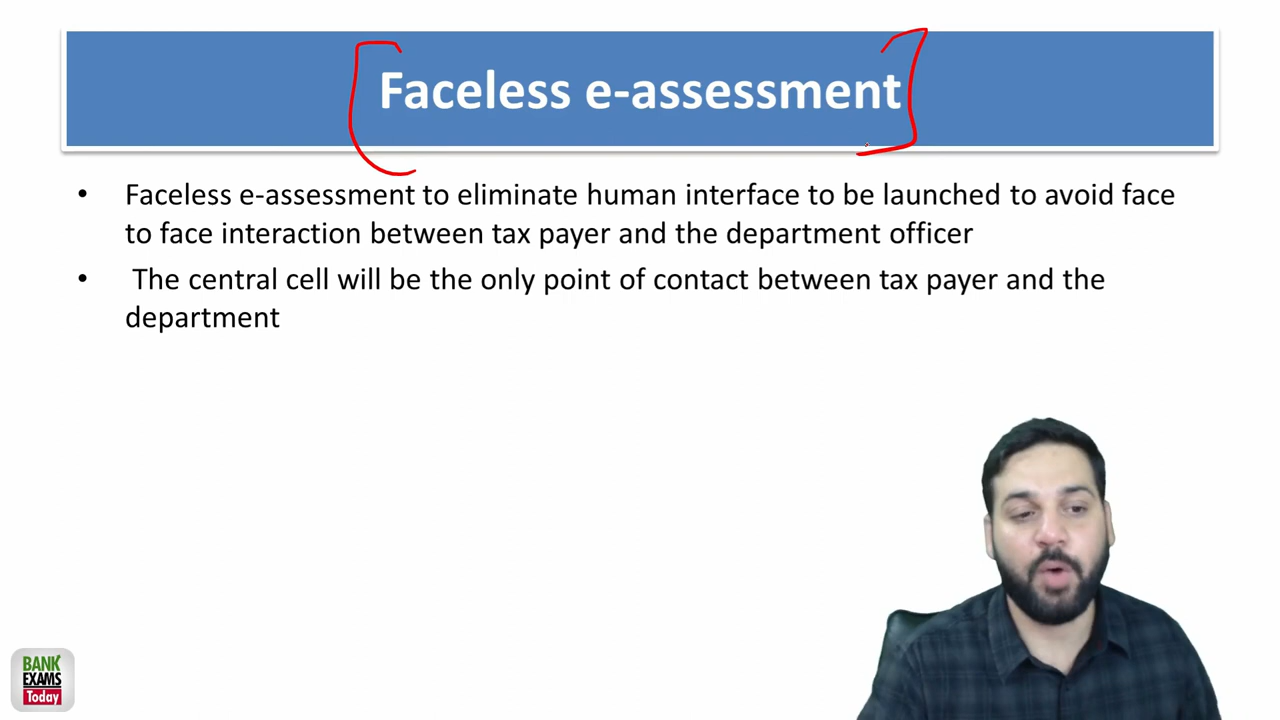 Faceless e-assessment
• Faceless e-assessment to eliminate human interface to be launched to avoid face
to face interaction between tax payer and the department officer
• The central cell will be the only point of contact between tax payer and the
department
BANK
EXAMS
Today